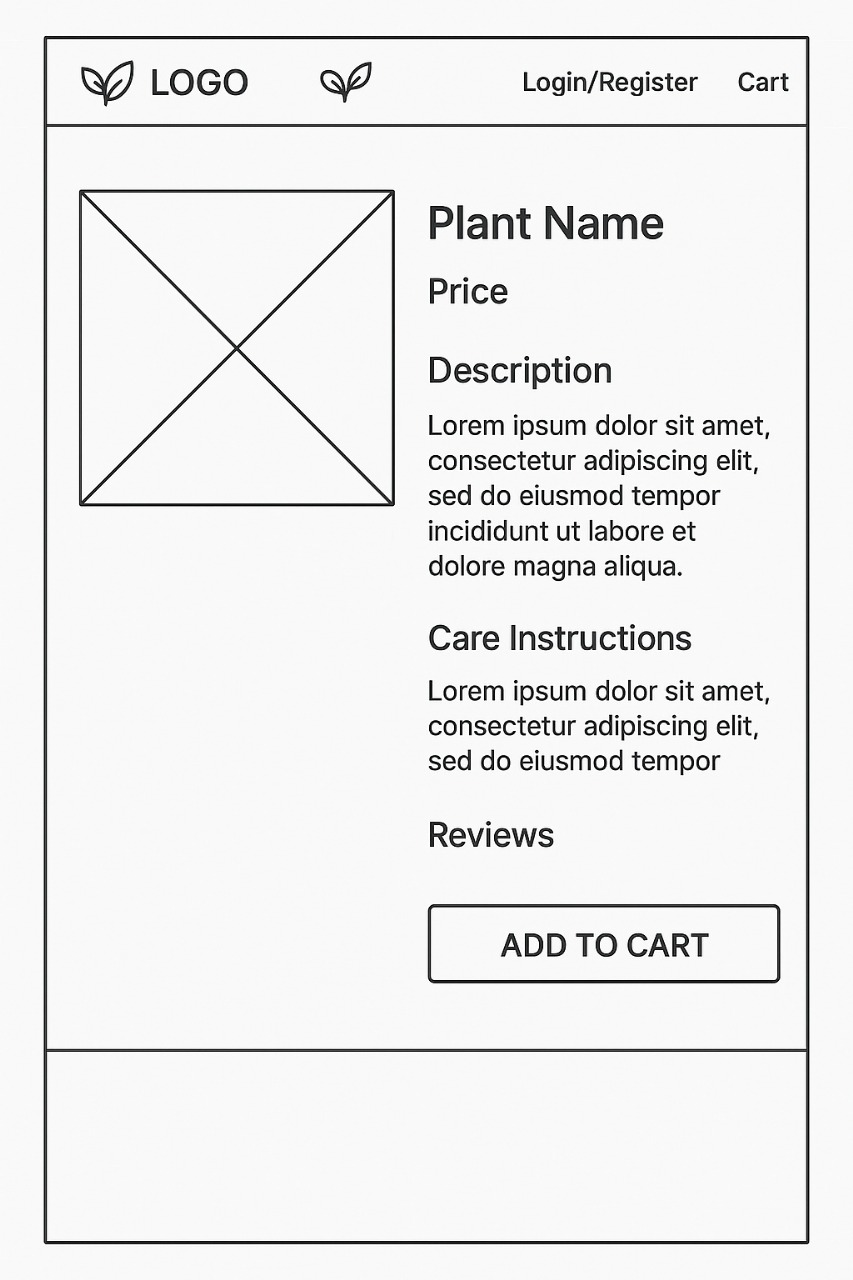 LOGO
Login/Register
Cart
Plant Name
Price
Description
Lorem ipsum dolor sit amet,
consectetur adipiscing elit,
sed do eiusmod tempor
incididunt ut labore et
dolore magna aliqua.
Care Instructions
Lorem ipsum dolor sit amet,
consectetur adipiscing elit,
sed do eiusmod tempor
Reviews
ADD TO CART